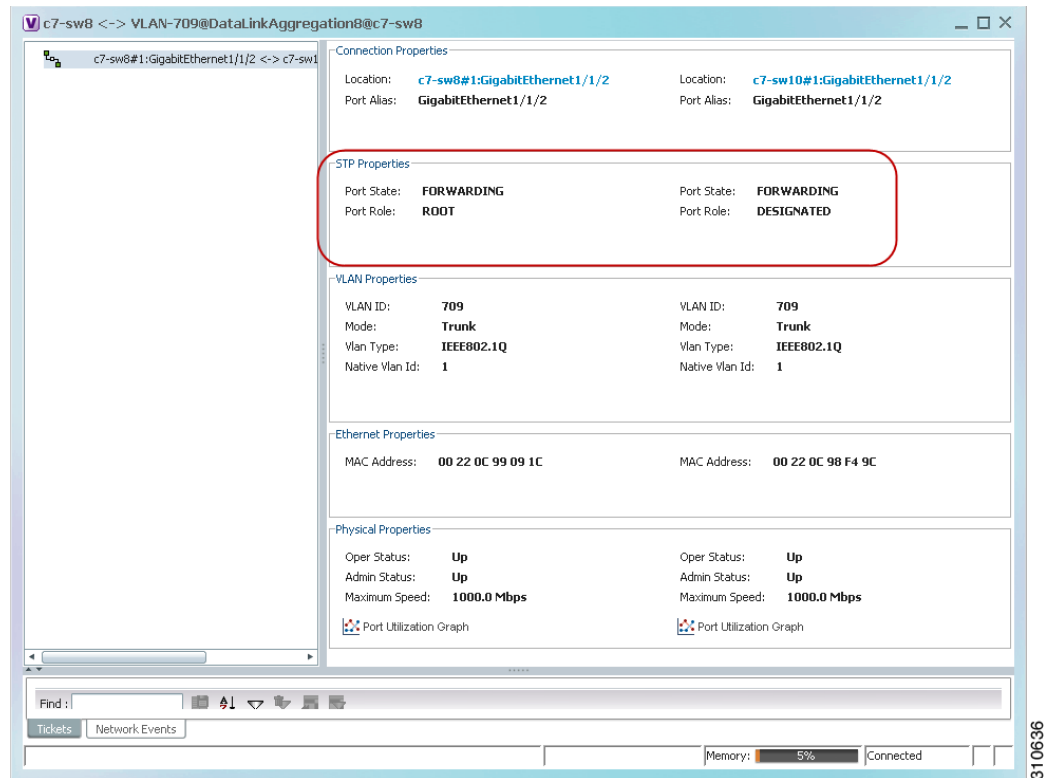 c7-sw8 <-> VLAN-709@DataLinkAggregation8@c7-sw8
c7-sw8#1:GigabitEthernet1/1/2 <-> c7-sw1
Connection Properties
Location: c7-sw8#1:GigabitEthernet1/1/2 Location: c7-sw10#1:GigabitEthernet1/1/2
Port Alias: GigabitEthernet1/1/2 Port Alias: GigabitEthernet1/1/2
STP Properties
Port State: FORWARDING Port State: FORWARDING
Port Role: ROOT Port Role: DESIGNATED
VLAN Properties
VLAN ID: 709 VLAN ID: 709
Mode: Trunk Mode: Trunk
Vlan Type: IEEE802.1Q Vlan Type: IEEE802.1Q
Native Vlan Id: 1 Native Vlan Id: 1
Ethernet Properties
MAC Address: 00 22 0C 99 09 1C MAC Address: 00 22 0C 98 F4 9C
Physical Properties
Oper Status: Up Oper Status: Up
Admin Status: Up Admin Status: Up
Maximum Speed: 1000.0 Mbps Maximum Speed: 1000.0 Mbps
Port Utilization Graph Port Utilization Graph
Find :
Tickets Network Events
Memory: 5% Connected
310636